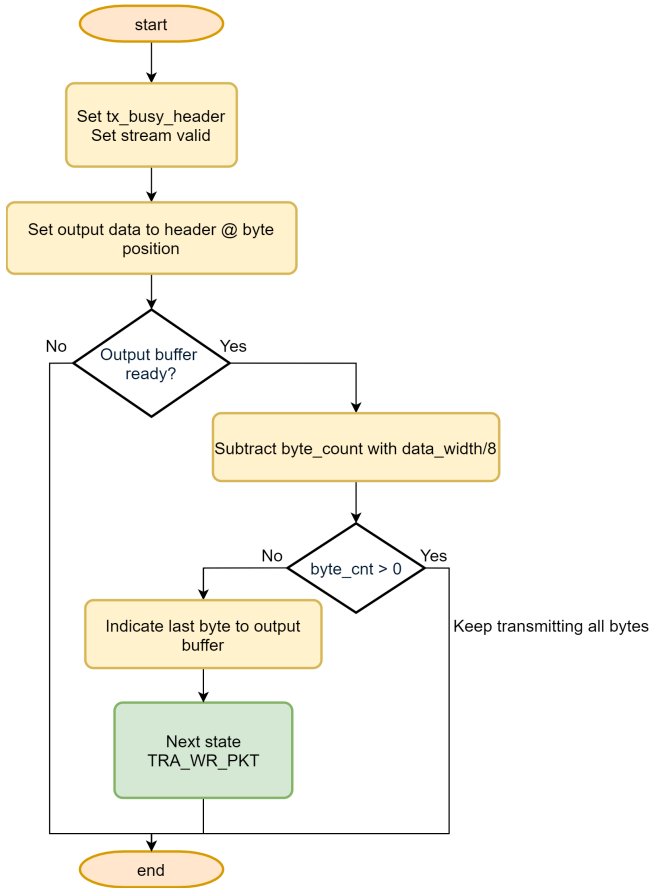 start
Set tx_busy_header
Set stream valid
Set output data to header @ byte
position
No
Yes
Output buffer
ready?
Subtract byte_count with data_width/8
No
Yes
byte_cnt > 0
Indicate last byte to output
buffer
Keep transmitting all bytes
Next state
TRA_WR_PKT
end